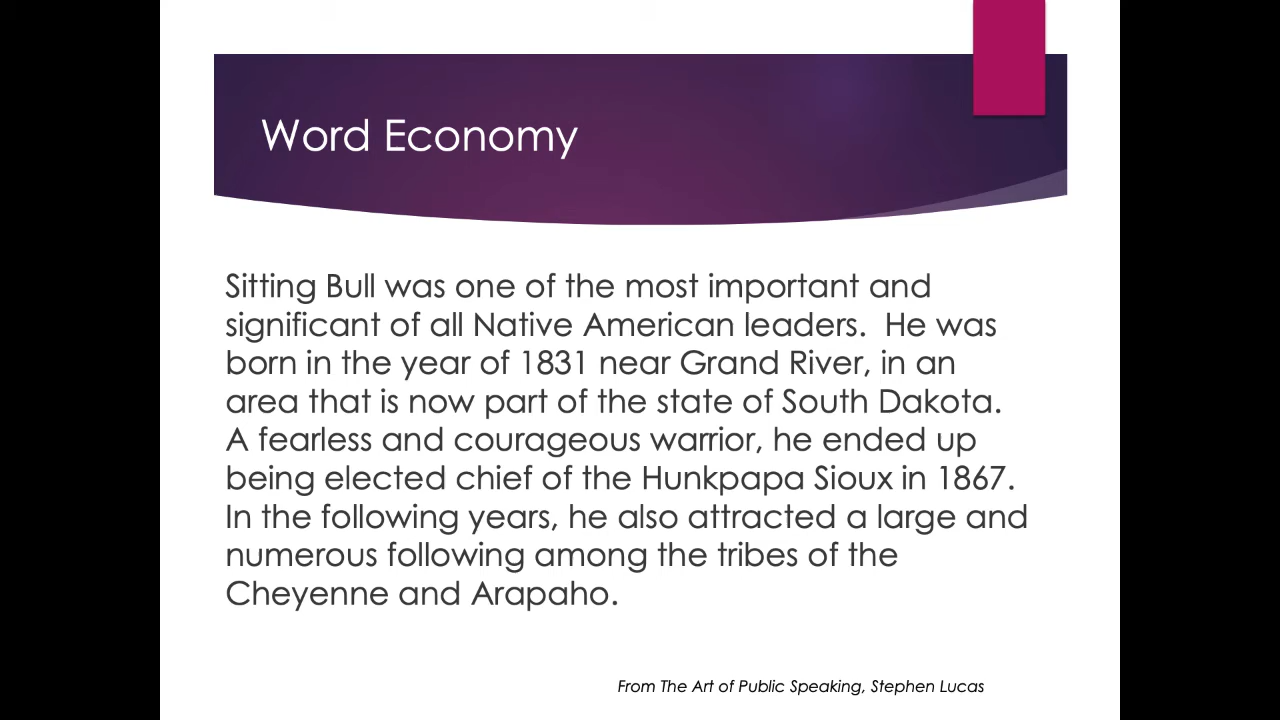 Word Economy
Sitting Bull was one of the most important and
significant of all Native American leaders.  He was
born in the year of 1831 near Grand River, in an
area that is now part of the state of South Dakota.
A fearless and courageous warrior, he ended up
being elected chief of the Hunkpapa Sioux in 1867.
In the following years, he also attracted a large and
numerous following among the tribes of the
Cheyenne and Arapaho.
From The Art of Public Speaking, Stephen Lucas